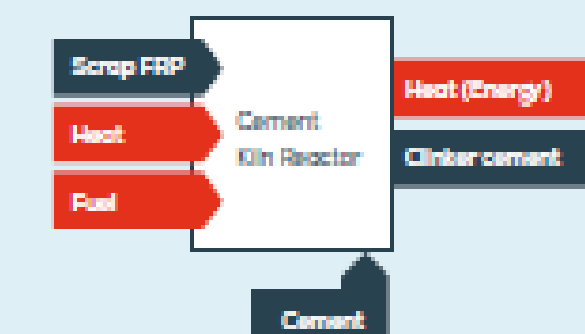 Scrap FRP
Heat
Fuel
Cement
Kiln Reactor
Heat (Energy)
Clinker cement
Cement